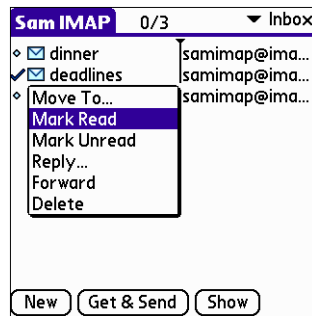 Sam IMAP 0/3 Inbox
dinner samimap@ima...
deadlines samimap@ima...
samimap@ima...
Move To...
Mark Read
Mark Unread
Reply...
Forward
Delete
New Get & Send Show